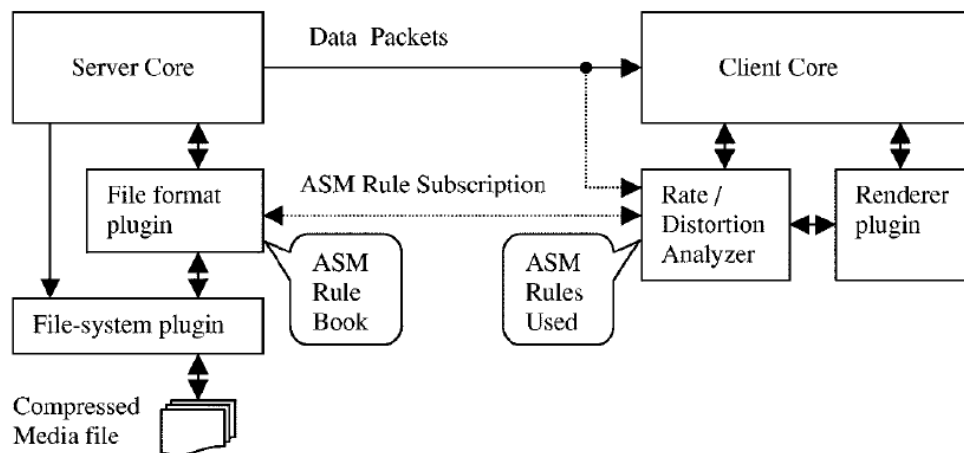 Data Packets
Server Core
Client Core
ASM Rule Subscription
File format
plugin
Rate /
Distortion
Analyzer
Renderer
plugin
ASM
Rule
Book
ASM
Rules
Used
File-system plugin
Compressed
Media file